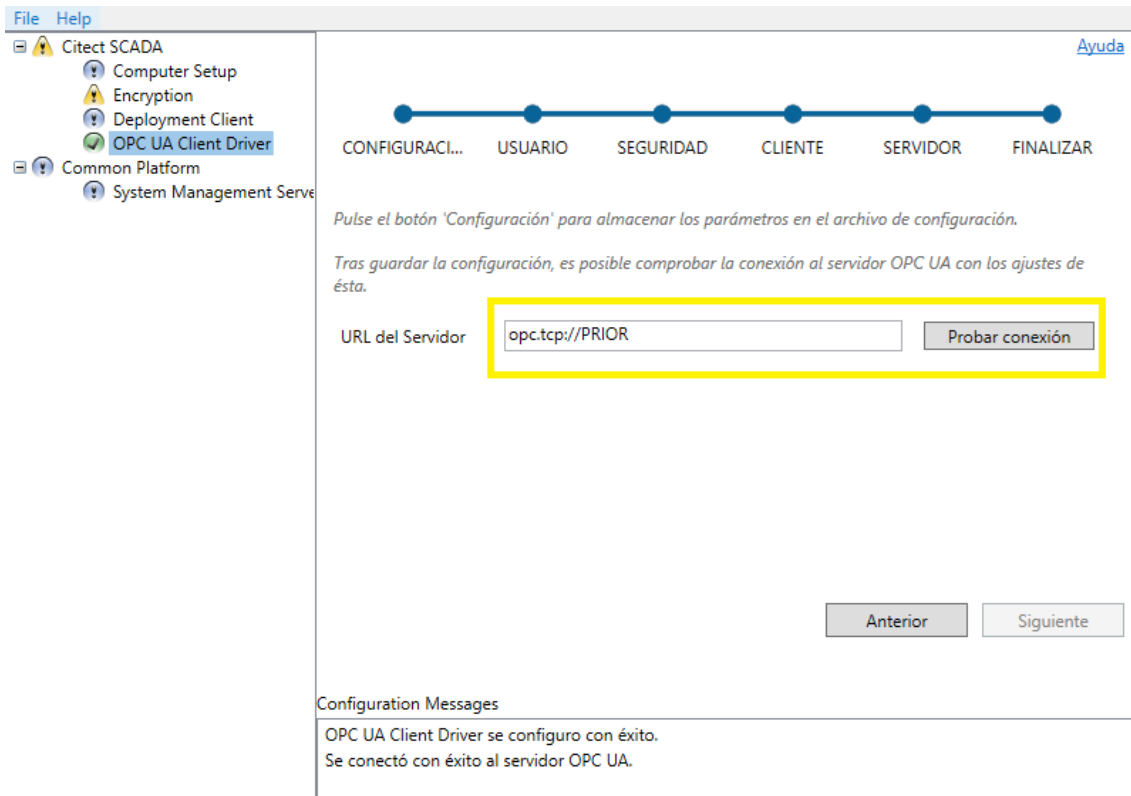 File Help
Citect SCADA
Computer Setup
Encryption
Deployment Client
OPC UA Client Driver
Common Platform
System Management Serve
Ayuda
CONFIGURACI... USUARIO SEGURIDAD CLIENTE SERVIDOR FINALIZAR
Pulse el botón 'Configuración' para almacenar los parámetros en el archivo de configuración.
Tras guardar la configuración, es posible comprobar la conexión al servidor OPC UA con los ajustes de
ésta.
URL del Servidor opc.tcp://PRIOR Probar conexión
Anterior Siguiente
Configuration Messages
OPC UA Client Driver se configuro con éxito.
Se conectó con éxito al servidor OPC UA.